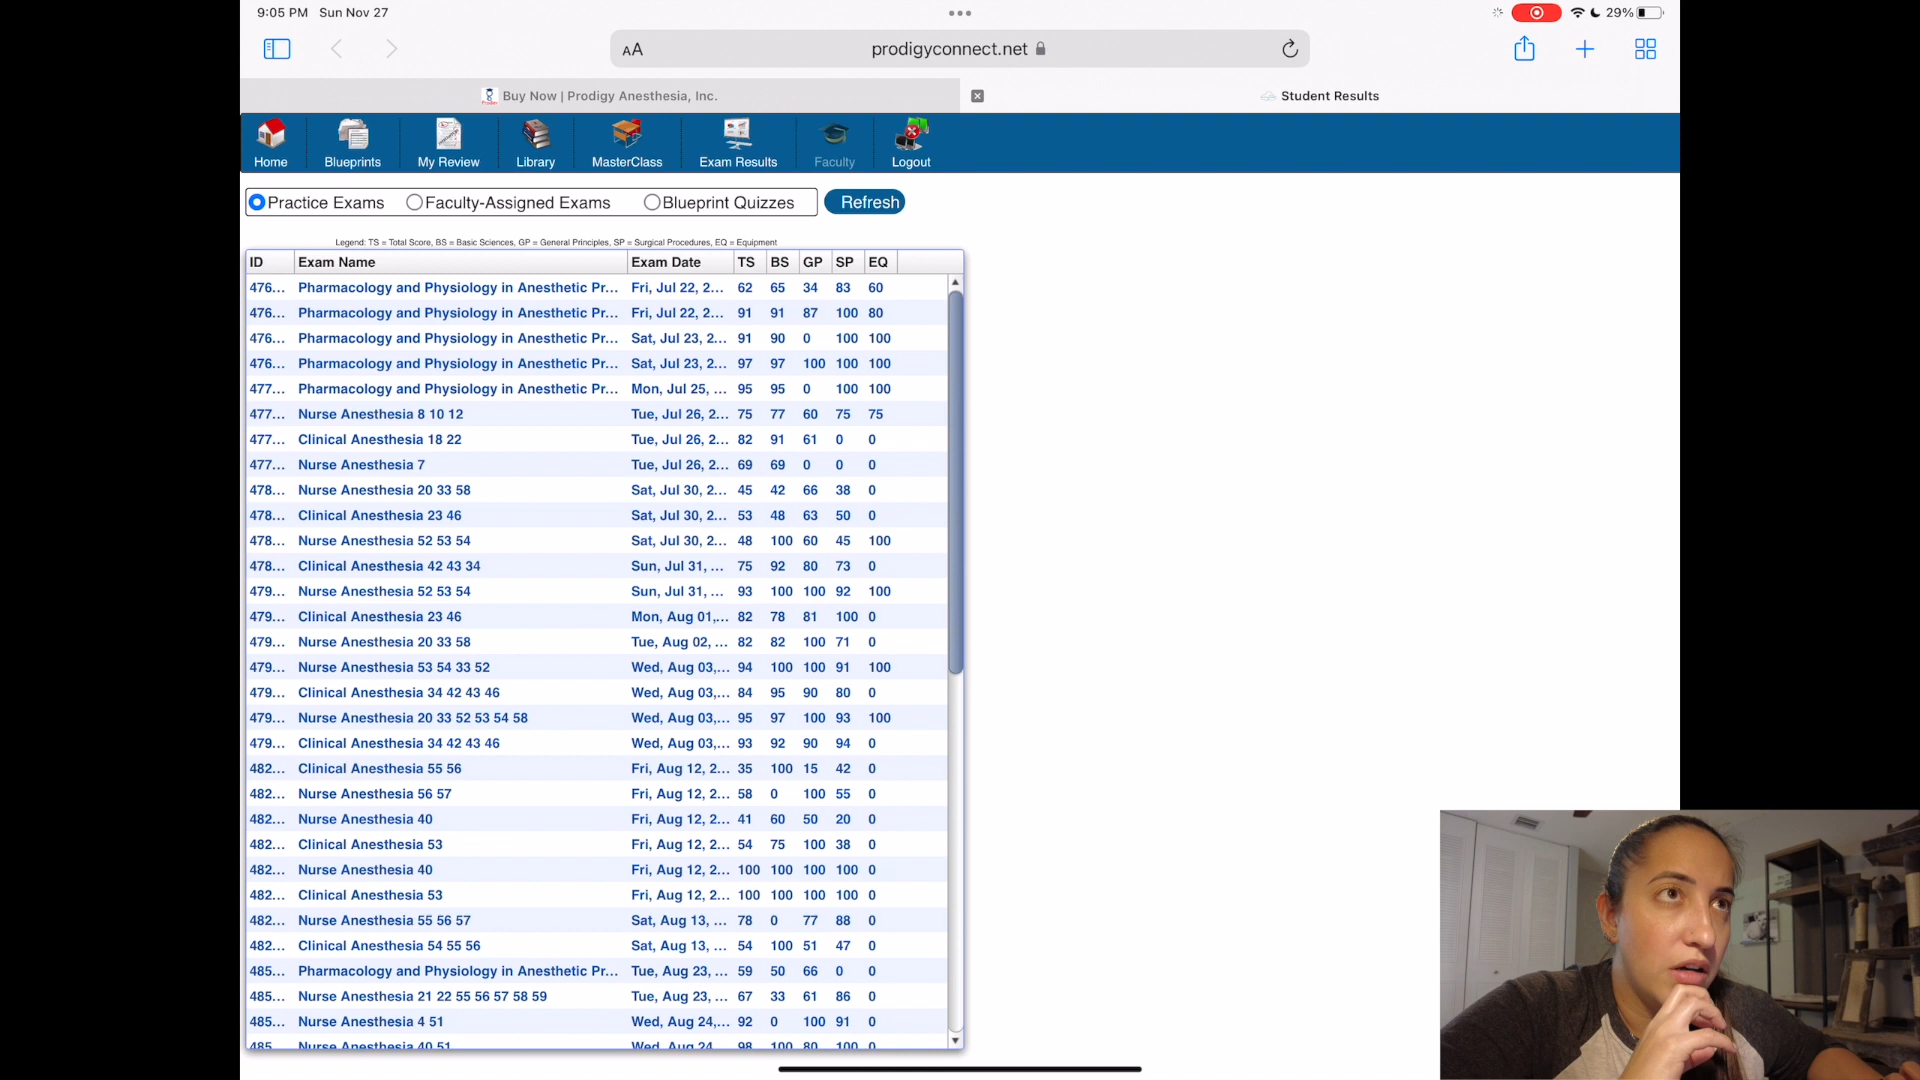 9:05 PM Sun Nov 27
29%
AA prodigyconnect.net
Buy Now | Prodigy Anesthesia, Inc.
Student Results
Home Blueprints My Review Library MasterClass Exam Results Faculty Logout
Practice Exams Faculty-Assigned Exams Blueprint Quizzes Refresh
Legend: TS = Total Score, BS = Basic Sciences, GP = General Principles, SP = Surgical Procedures, EQ = Equipment
ID Exam Name Exam Date TS BS GP SP EQ
476... Pharmacology and Physiology in Anesthetic Pr... Fri, Jul 22, 2... 62 65 34 83 60
476... Pharmacology and Physiology in Anesthetic Pr... Fri, Jul 22, 2... 91 91 87 100 80
476... Pharmacology and Physiology in Anesthetic Pr... Sat, Jul 23, 2... 91 90 0 100 100
476... Pharmacology and Physiology in Anesthetic Pr... Sat, Jul 23, 2... 97 97 100 100 100
477... Pharmacology and Physiology in Anesthetic Pr... Mon, Jul 25, ... 95 95 0 100 100
477... Nurse Anesthesia 8 10 12 Tue, Jul 26, 2... 75 77 60 75 75
477... Clinical Anesthesia 18 22 Tue, Jul 26, 2... 82 91 61 0 0
477... Nurse Anesthesia 7 Tue, Jul 26, 2... 69 69 0 0 0
478... Nurse Anesthesia 20 33 58 Sat, Jul 30, 2... 45 42 66 38 0
478... Clinical Anesthesia 23 46 Sat, Jul 30, 2... 53 48 63 50 0
478... Nurse Anesthesia 52 53 54 Sat, Jul 30, 2... 48 100 60 45 100
478... Clinical Anesthesia 42 43 34 Sun, Jul 31, ... 75 92 80 73 0
479... Nurse Anesthesia 52 53 54 Sun, Jul 31, ... 93 100 100 92 100
479... Clinical Anesthesia 23 46 Mon, Aug 01,... 82 78 81 100 0
479... Nurse Anesthesia 20 33 58 Tue, Aug 02, ... 82 82 100 71 0
479... Nurse Anesthesia 53 54 33 52 Wed, Aug 03,... 94 100 100 91 100
479... Clinical Anesthesia 34 42 43 46 Wed, Aug 03,... 84 95 90 80 0
479... Nurse Anesthesia 20 33 52 53 54 58 Wed, Aug 03,... 95 97 100 93 100
479... Clinical Anesthesia 34 42 43 46 Wed, Aug 03,... 93 92 90 94 0
482... Clinical Anesthesia 55 56 Fri, Aug 12, 2... 35 100 15 42 0
482... Nurse Anesthesia 56 57 Fri, Aug 12, 2... 58 0 100 55 0
482... Nurse Anesthesia 40 Fri, Aug 12, 2... 41 60 50 20 0
482... Clinical Anesthesia 53 Fri, Aug 12, 2... 54 75 100 38 0
482... Nurse Anesthesia 40 Fri, Aug 12, 2... 100 100 100 100 0
482... Clinical Anesthesia 53 Fri, Aug 12, 2... 100 100 100 100 0
482... Nurse Anesthesia 55 56 57 Sat, Aug 13, ... 78 0 77 88 0
482... Clinical Anesthesia 54 55 56 Sat, Aug 13, ... 54 100 51 47 0
485... Pharmacology and Physiology in Anesthetic Pr... Tue, Aug 23, ... 59 50 66 0 0
485... Nurse Anesthesia 21 22 55 56 57 58 59 Tue, Aug 23, ... 67 33 61 86 0
485... Nurse Anesthesia 4 51 Wed, Aug 24,... 92 0 100 91 0
485 Nurse Anesthesia 40 51 Wed, Aug 24 98 100 80 100 0